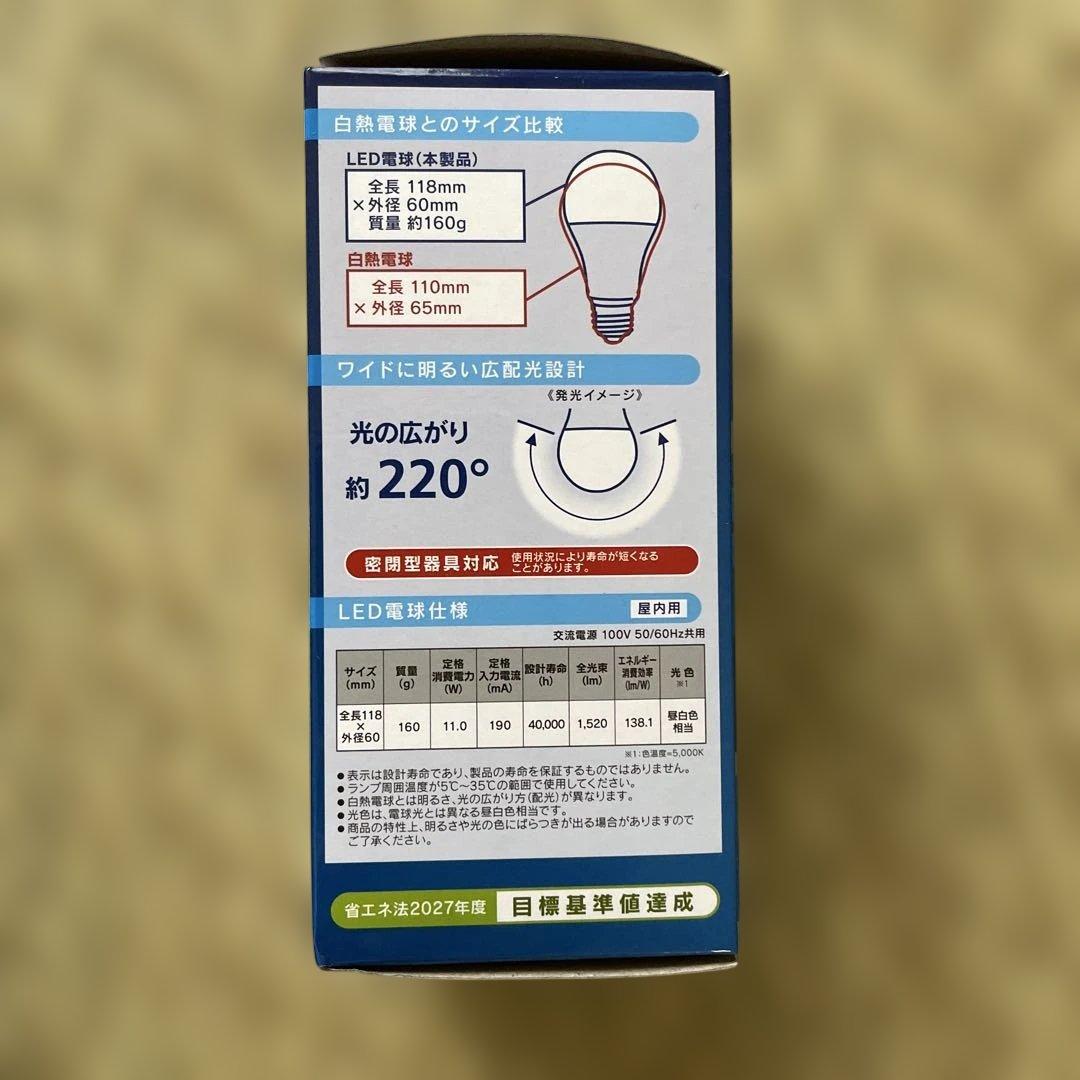 白熱電球とのサイズ比較
LED電球(本製品)
全長 118mm
×外径 60mm
質量 約160g
白熱電球
全長 110mm
×外径 65mm
ワイドに明るい広配光設計
《発光イメージ》
光の広がり
約220°
密閉型器具対応 使用状況により寿命が短くなる
ことがあります。
LED電球仕様 屋内用
交流電源 100V 50/60Hz共用
サイズ (mm) 質量 (g) 定格消費電力 (W) 定格入力電流 (mA) 設計寿命 (h) 全光束 (lm) エネルギー消費効率 (lm/W) 光色 ※1
全長118×外径60 160 11.0 190 40,000 1,520 138.1 昼白色相当
※1:色温度=5,000K
●表示は設計寿命であり、製品の寿命を保証するものではありません。
●ランプ周囲温度が5℃〜35℃の範囲で使用してください。
●白熱電球とは明るさ、光の広がり方(配光)が異なります。
●光色は、電球光とは異なる昼白色相当です。
●商品の特性上、明るさや光の色にばらつきが出る場合がありますので
ご了承ください。
省エネ法2027年度 目標基準値達成